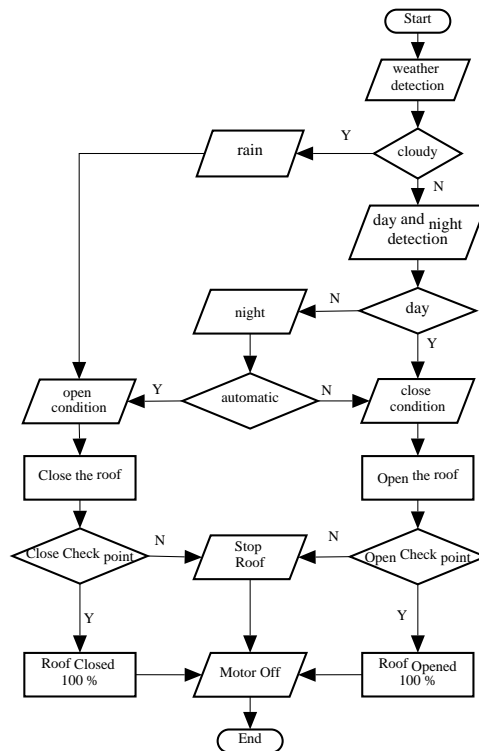 Start
weather
detection
Y
rain
cloudy
N
day and night
detection
N
night
day
Y
open
condition
Y
automatic
N
close
condition
Close the roof
Open the roof
Close Check point
N
Stop
Roof
N
Open Check point
Y
Y
Roof Closed
100 %
Motor Off
Roof Opened
100 %
End